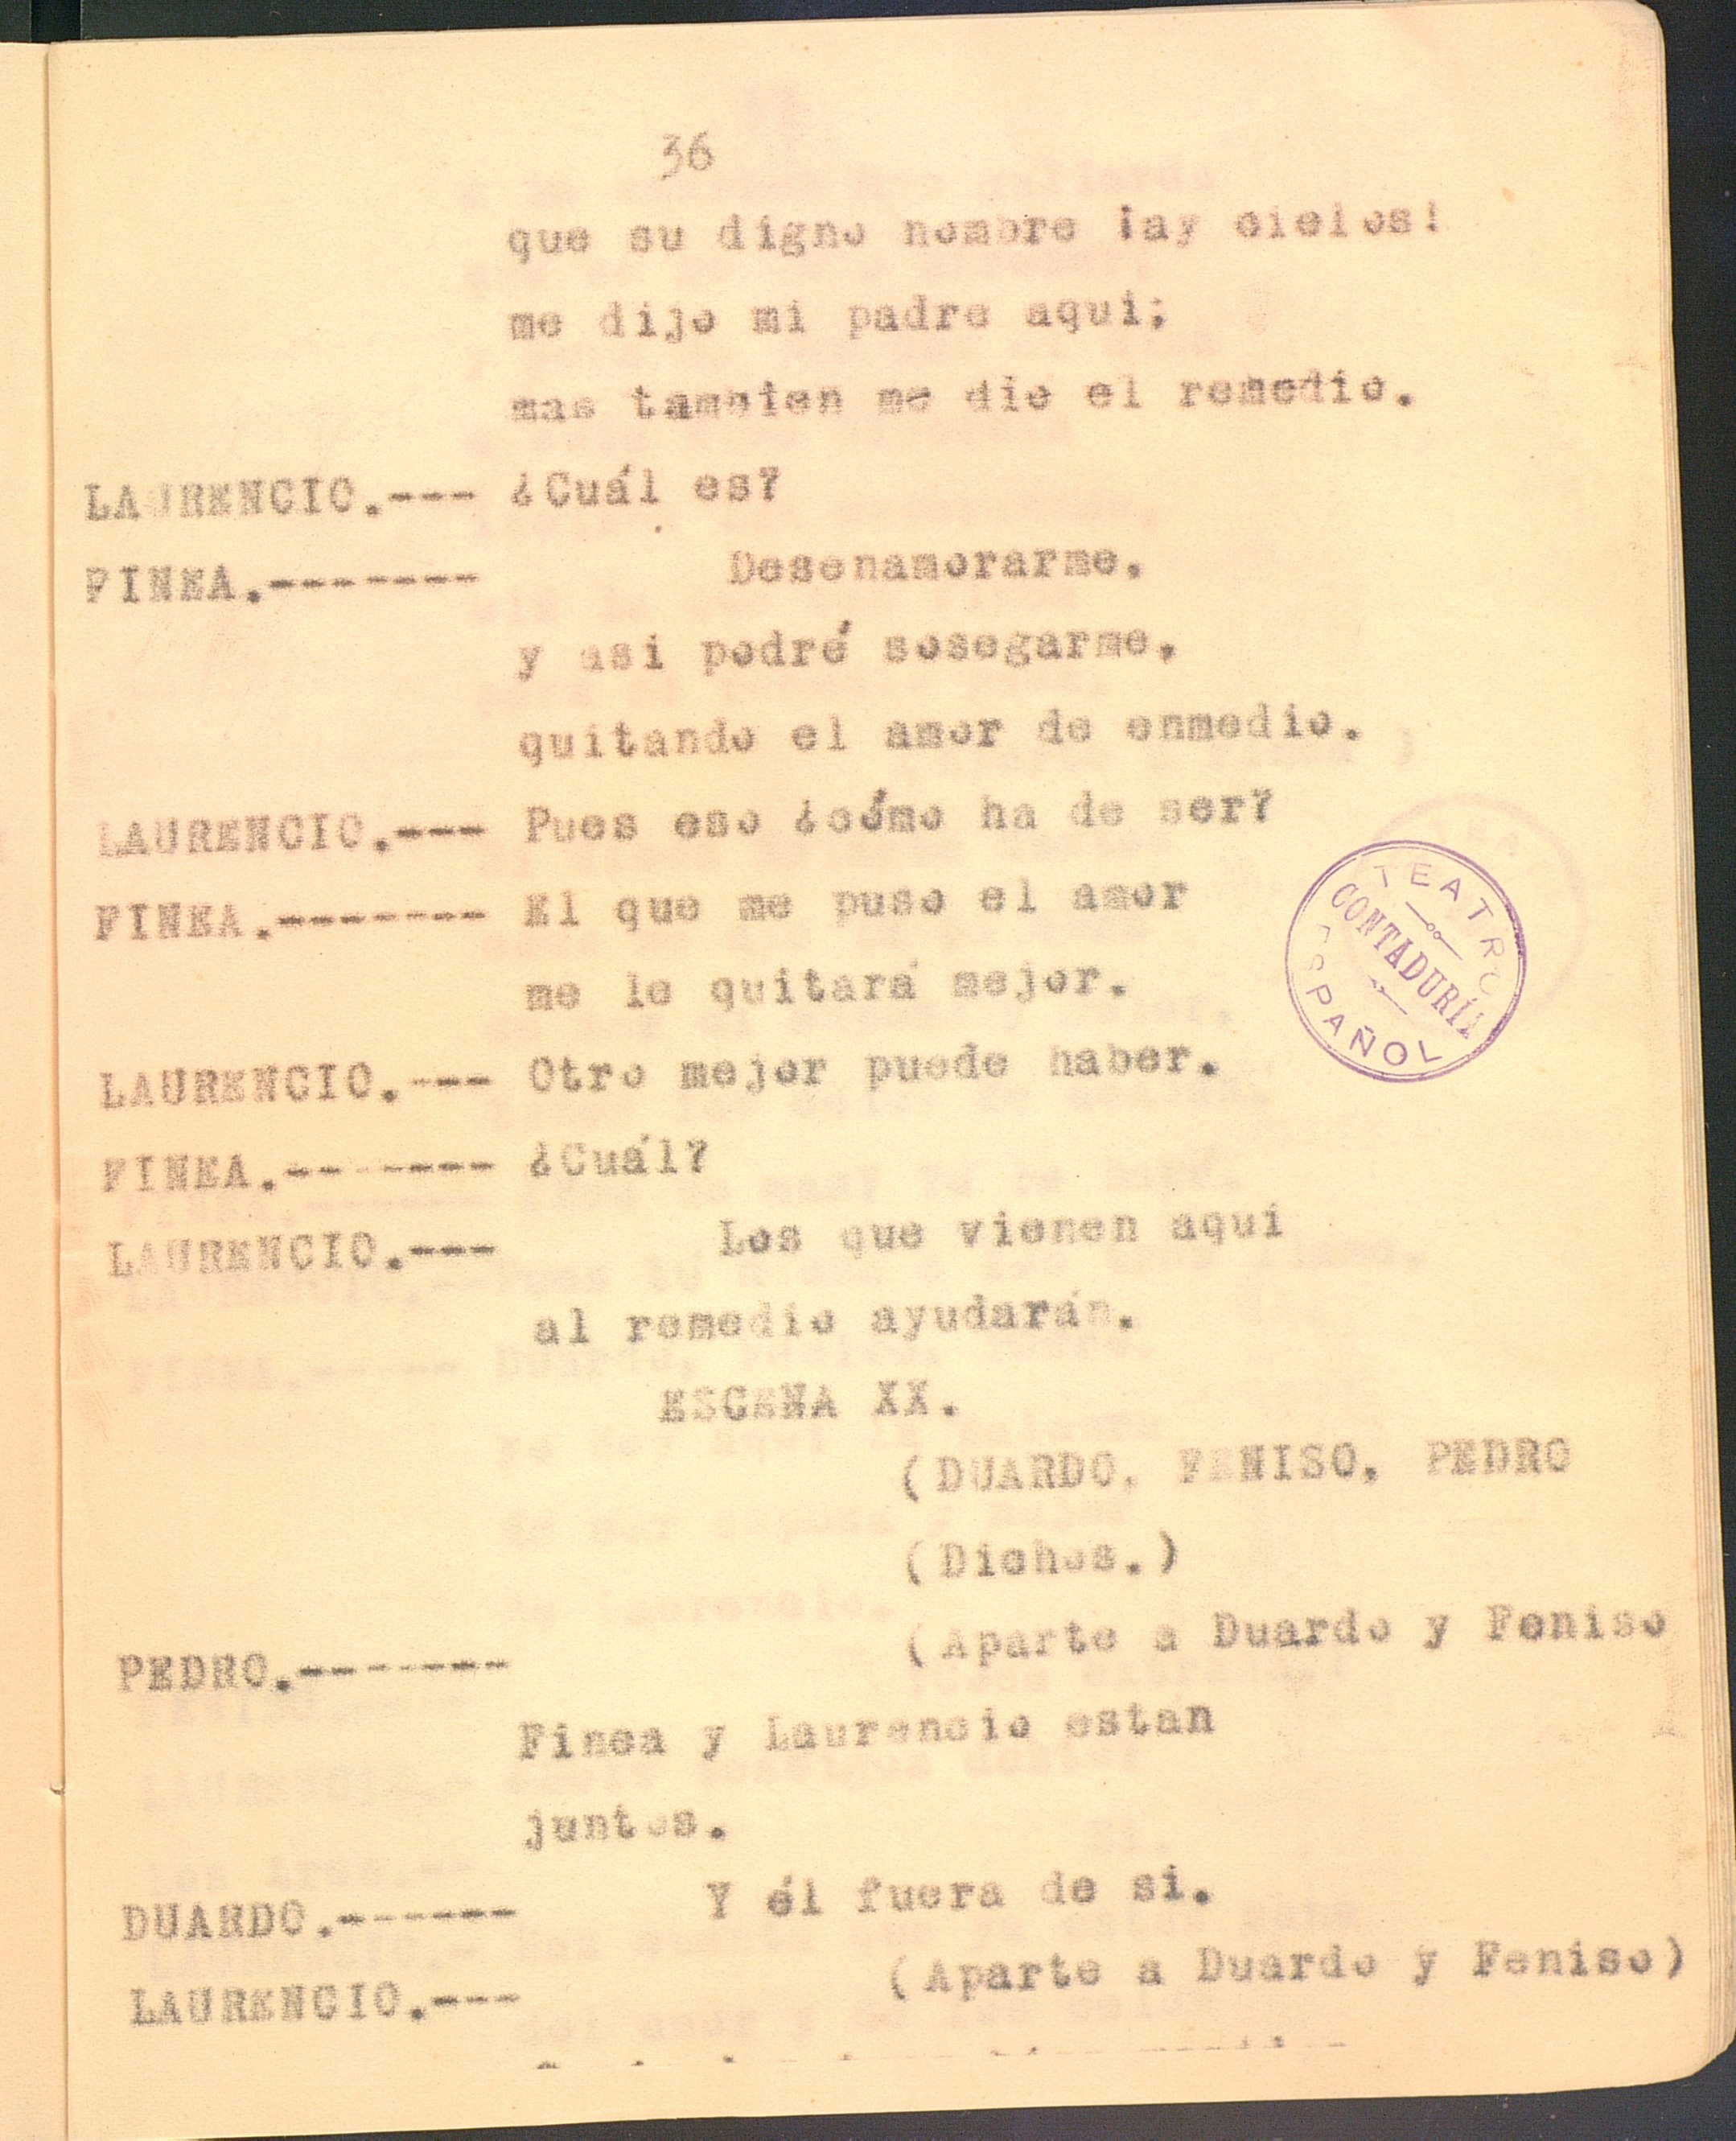 36
que su digno nombre ¡ay cielos!
me dijo mi padre aqui;
mas tambien me dio el remedio.
LAURENCIO.--- ¿Cuál es?
FINEA.------- Desenamorarme,
y asi podré sosegarme,
quitando el amor de enmedio.
LAURENCIO.--- Pues eso ¿cómo ha de ser?
FINEA.------- El que me puso el amor
me le quitará mejor.
LAURENCIO.--- Otro mejor puede haber.
FINEA.------- ¿Cuál?
LAURENCIO.--- Los que vienen aqui
al remedio ayudarán.
TEATRO ESPAÑOL
CONTADURÍA
ESCENA XX.
(DUARDO, FENISO, PEDRO
(Dichos.)
PEDRO.------- (Aparte a Duardo y Feniso
Finea y Laurencio estan
juntos.
DUARDO.------ Y él fuera de si.
LAURENCIO.--- (Aparte a Duardo y Feniso)